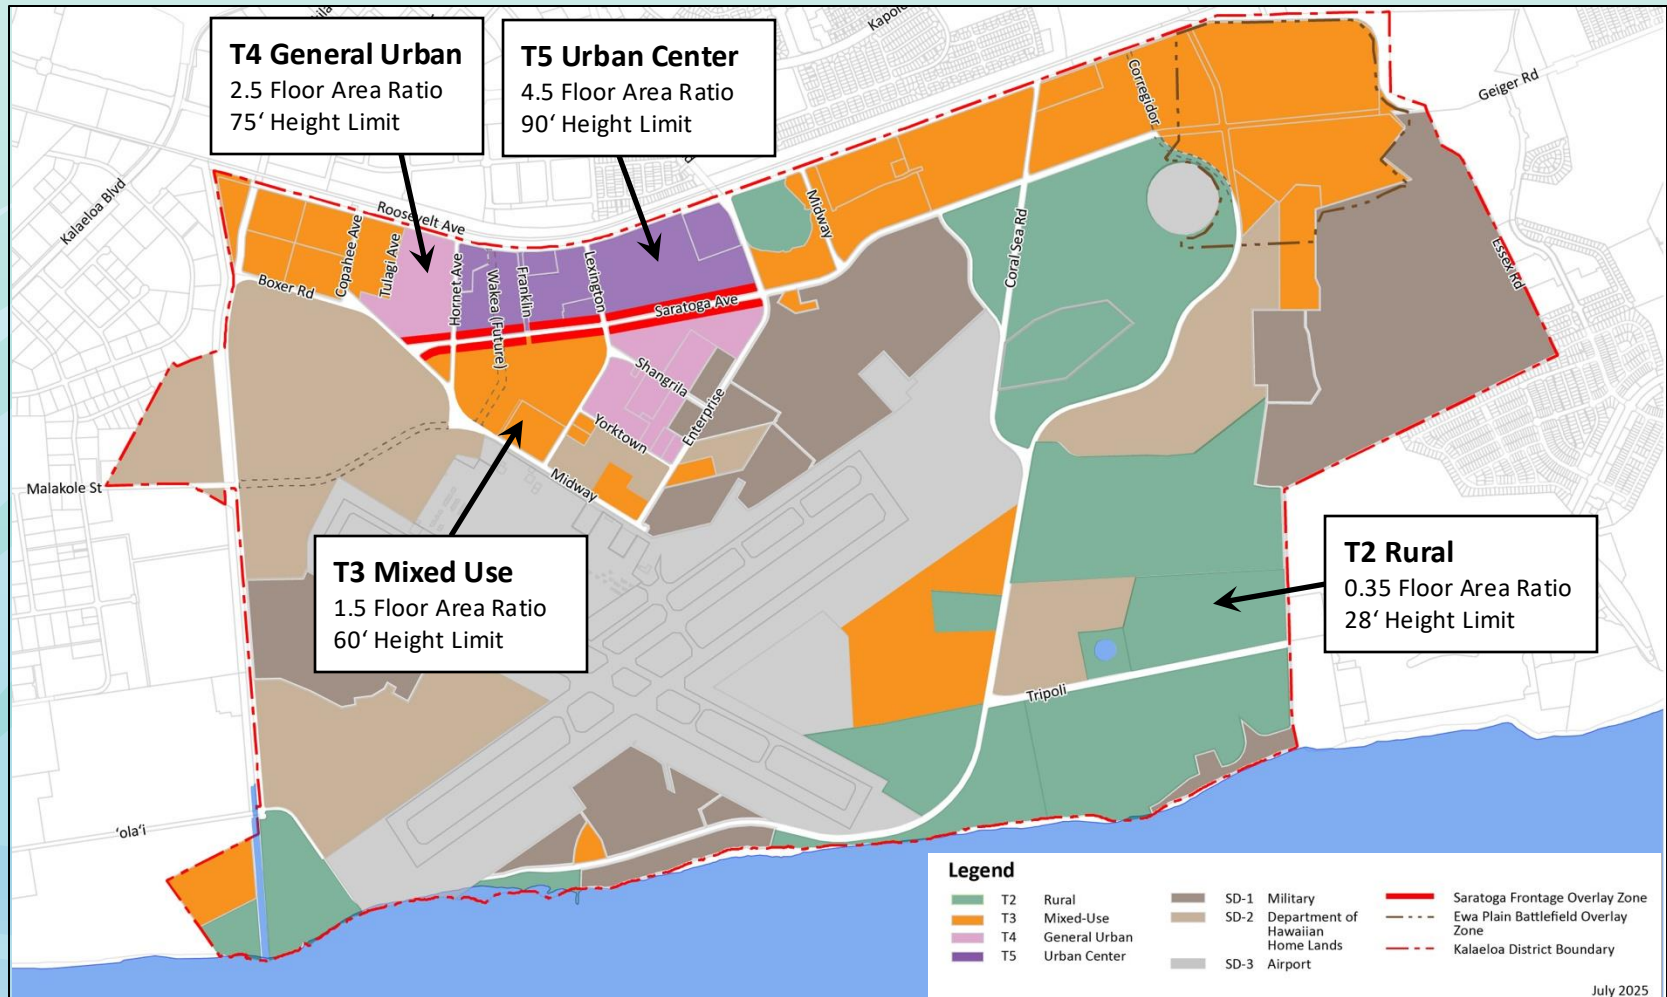 T4 General Urban
2.5 Floor Area Ratio
75‘ Height Limit
T5 Urban Center
4.5 Floor Area Ratio
90‘ Height Limit
T3 Mixed Use
1.5 Floor Area Ratio
60‘ Height Limit
T2 Rural
0.35 Floor Area Ratio
28‘ Height Limit
Kalaeloa Blvd
Geiger Rd
Corregidor
Roosevelt Ave
Midway
Copahee Ave
Tulagi Ave
Boxer Rd
Hornet Ave
Wakea (Future)
Franklin
Lexington
Saratoga Ave
Coral Sea Rd
Essex Rd
Shangrila
Yorktown
Enterprise
Midway
Malakole St
Tripoli
‘ola‘i
Legend
T2 Rural
T3 Mixed-Use
T4 General Urban
T5 Urban Center
SD-1 Military
SD-2 Department of
Hawaiian
Home Lands
SD-3 Airport
Saratoga Frontage Overlay Zone
Ewa Plain Battlefield Overlay
Zone
Kalaeloa District Boundary
July 2025